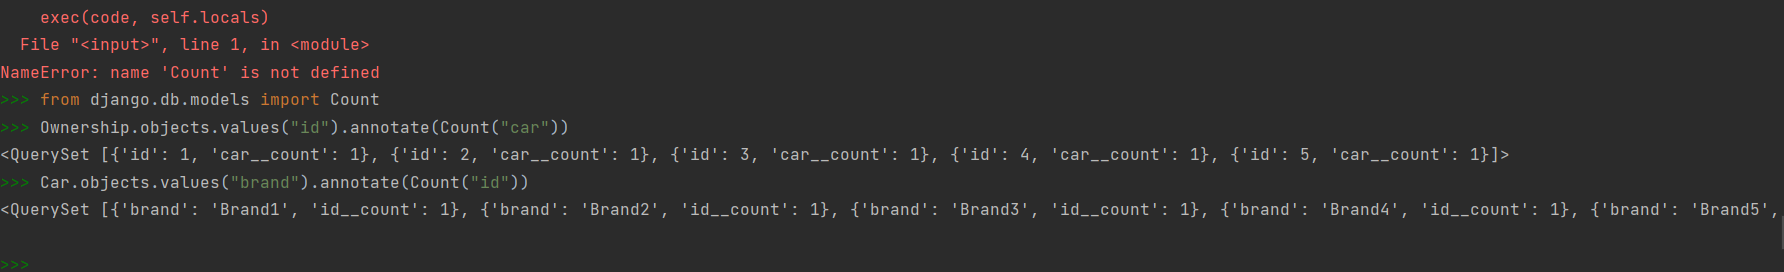 exec(code, self.locals)
  File "<input>", line 1, in <module>
NameError: name 'Count' is not defined
>>> from django.db.models import Count
>>> Ownership.objects.values("id").annotate(Count("car"))
<QuerySet [{'id': 1, 'car__count': 1}, {'id': 2, 'car__count': 1}, {'id': 3, 'car__count': 1}, {'id': 4, 'car__count': 1}, {'id': 5, 'car__count': 1}]>
>>> Car.objects.values("brand").annotate(Count("id"))
<QuerySet [{'brand': 'Brand1', 'id__count': 1}, {'brand': 'Brand2', 'id__count': 1}, {'brand': 'Brand3', 'id__count': 1}, {'brand': 'Brand4', 'id__count': 1}, {'brand': 'Brand5',
>>>